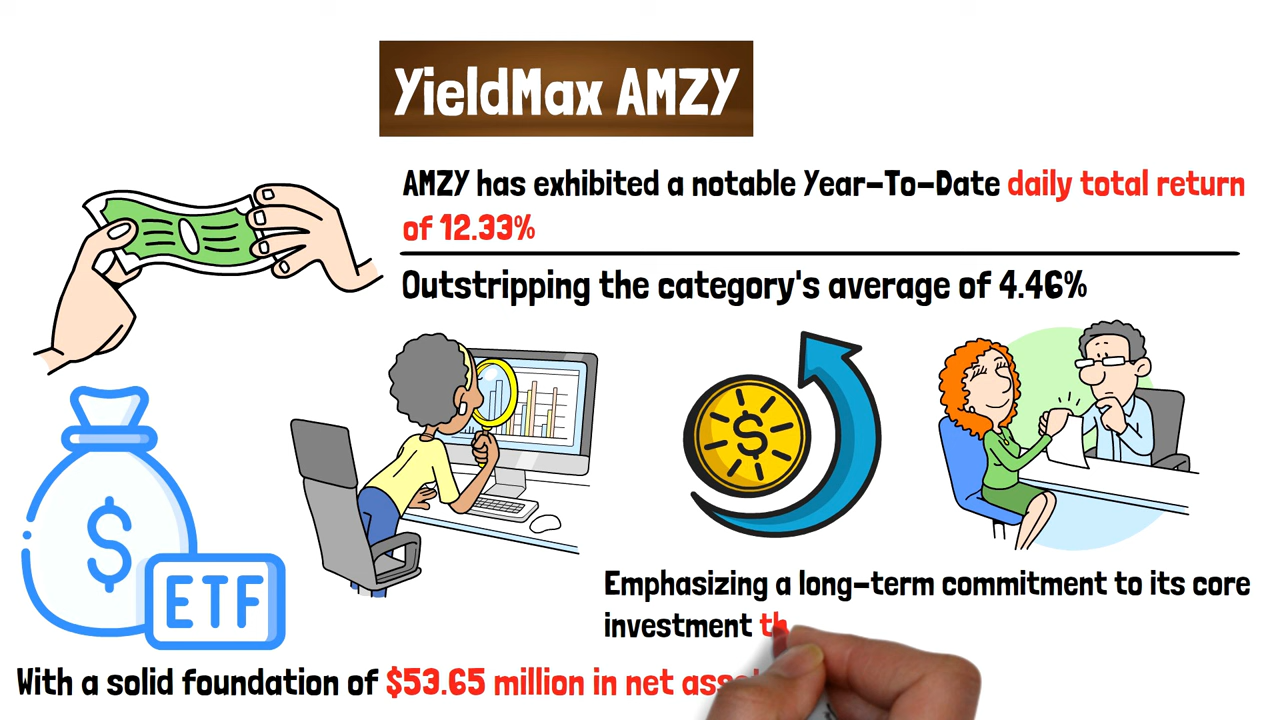 YieldMax AMZY
AMZY has exhibited a notable Year-To-Date daily total return
of 12.33%
Outstripping the category's average of 4.46%
$
$
ETF
Emphasizing a long-term commitment to its core
investment th
With a solid foundation of $53.65 million in net